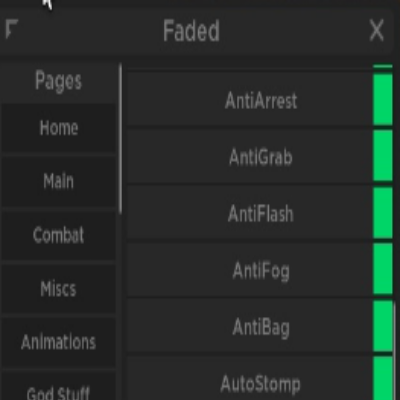 Faded X
Pages
Home
Main
Combat
Miscs
Animations
God Stuff
AntiArrest
AntiGrab
AntiFlash
AntiFog
AntiBag
AutoStomp